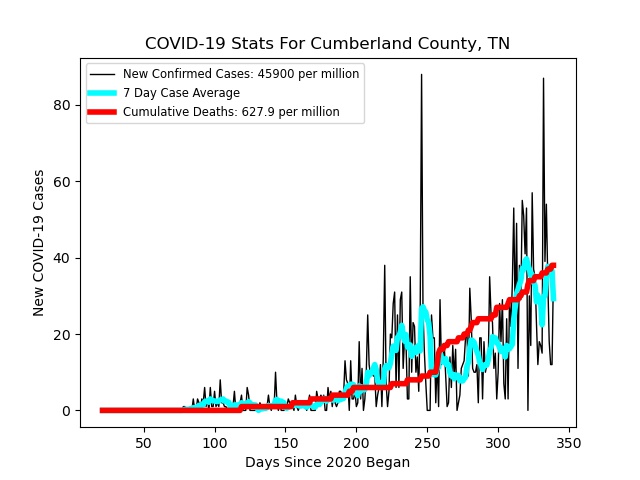 COVID-19 Stats For Cumberland County, TN
New Confirmed Cases: 45900 per million
7 Day Case Average
Cumulative Deaths: 627.9 per million
New COVID-19 Cases
80
60
40
20
0
50 100 150 200 250 300 350
Days Since 2020 Began